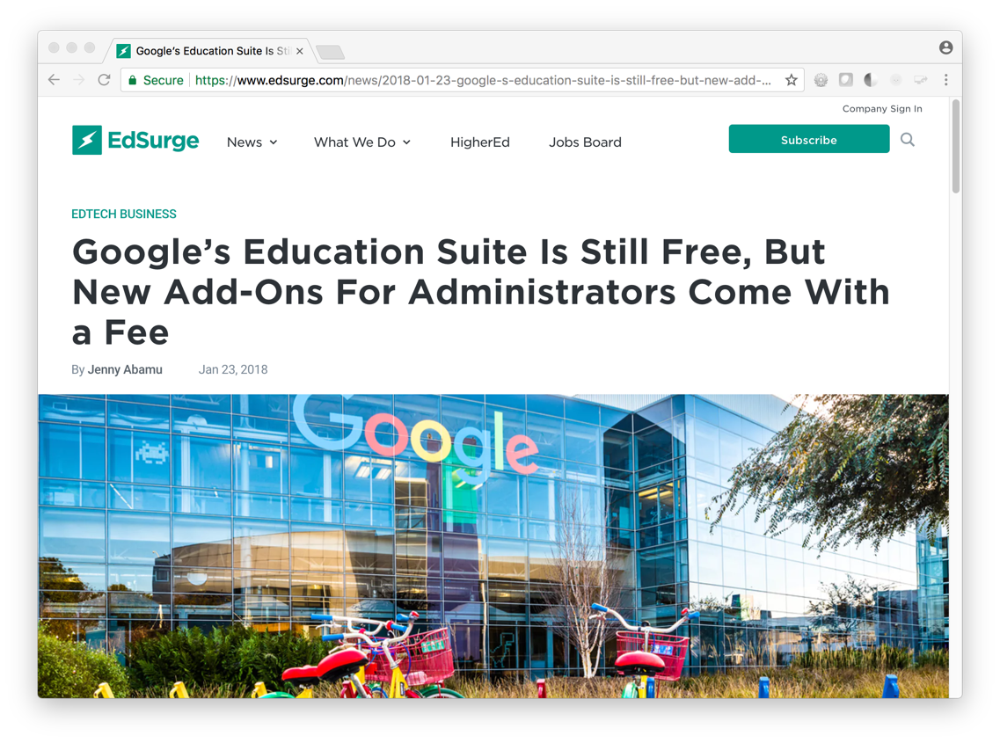 Google's Education Suite Is Sti
Secure https://www.edsurge.com/news/2018-01-23-google-s-education-suite-is-still-free-but-new-add-...
Company Sign In
EdSurge News What We Do HigherEd Jobs Board Subscribe
EDTECH BUSINESS
Google’s Education Suite Is Still Free, But
New Add-Ons For Administrators Come With
a Fee
By Jenny Abamu Jan 23, 2018
Google